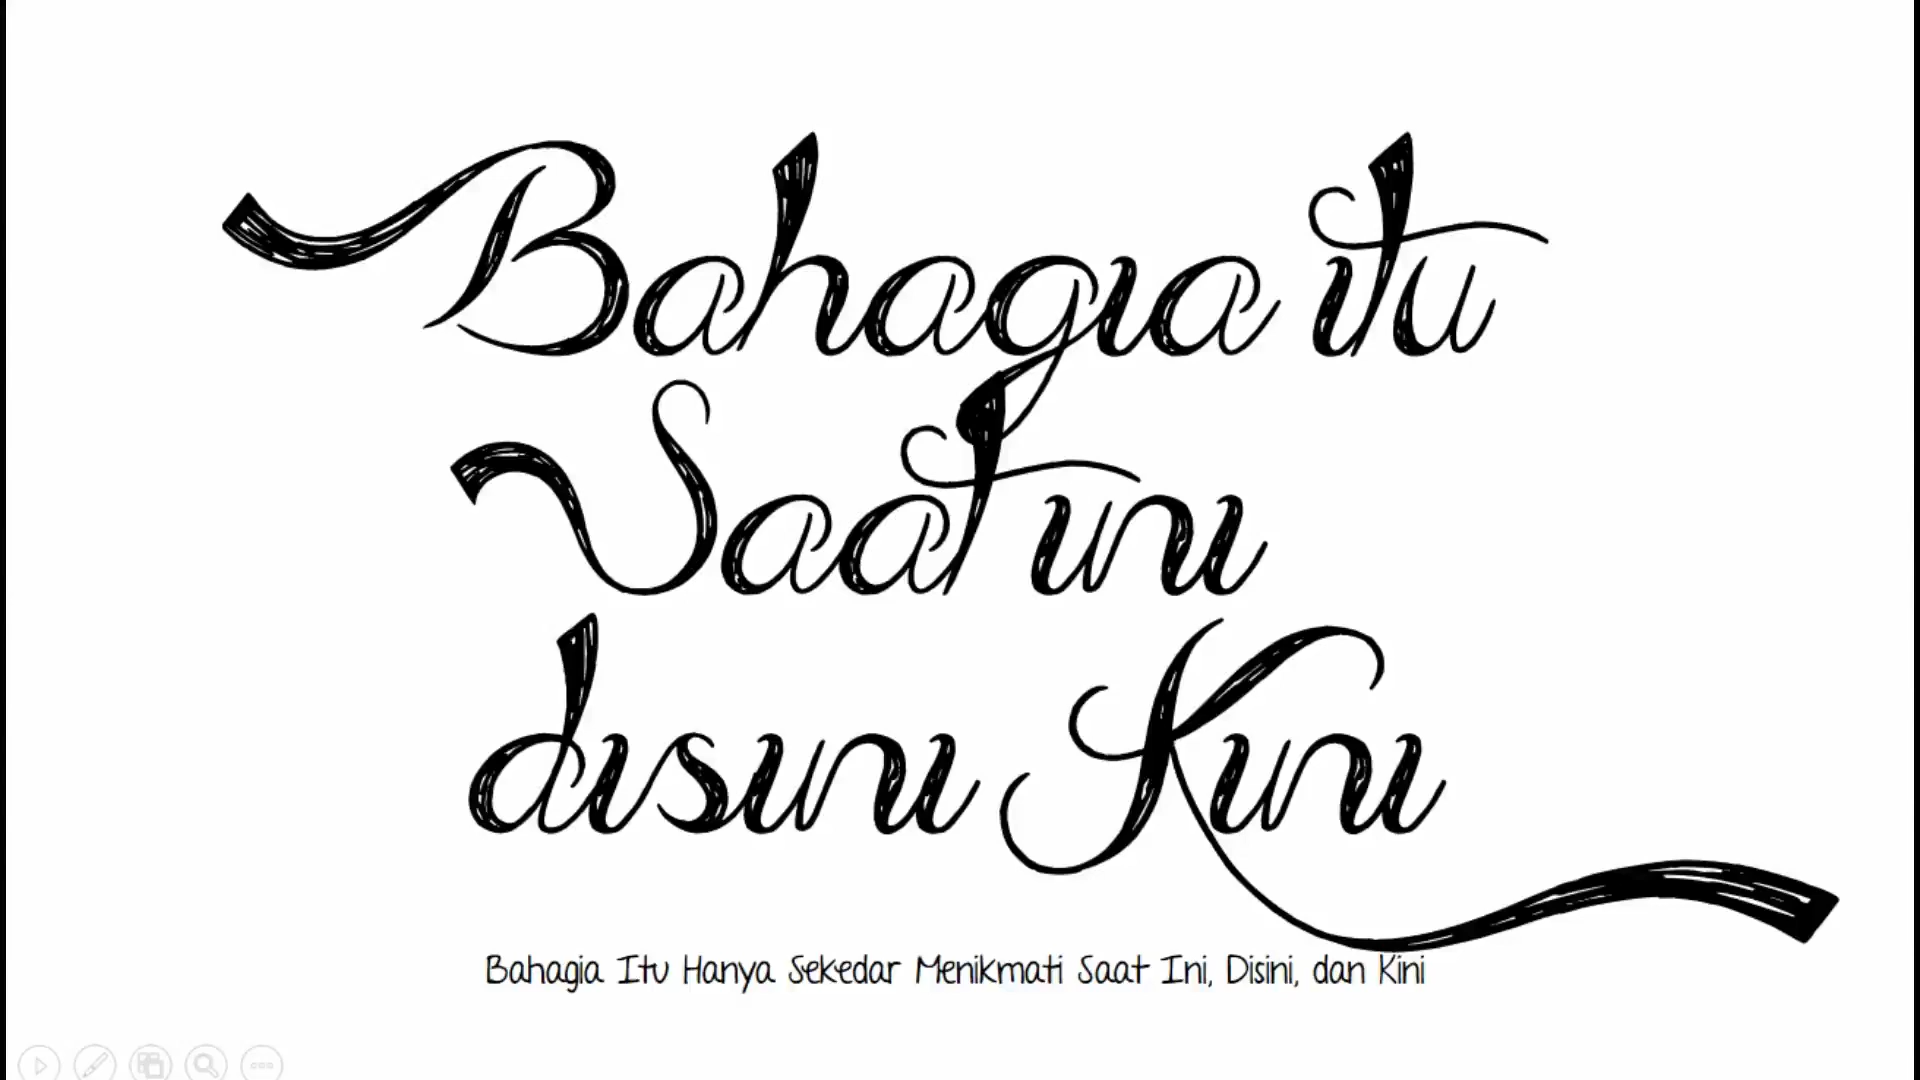 Bahagia itu
Saat ini
disini Kini
Bahagia Itu Hanya Sekedar Menikmati Saat Ini, Disini, dan Kini